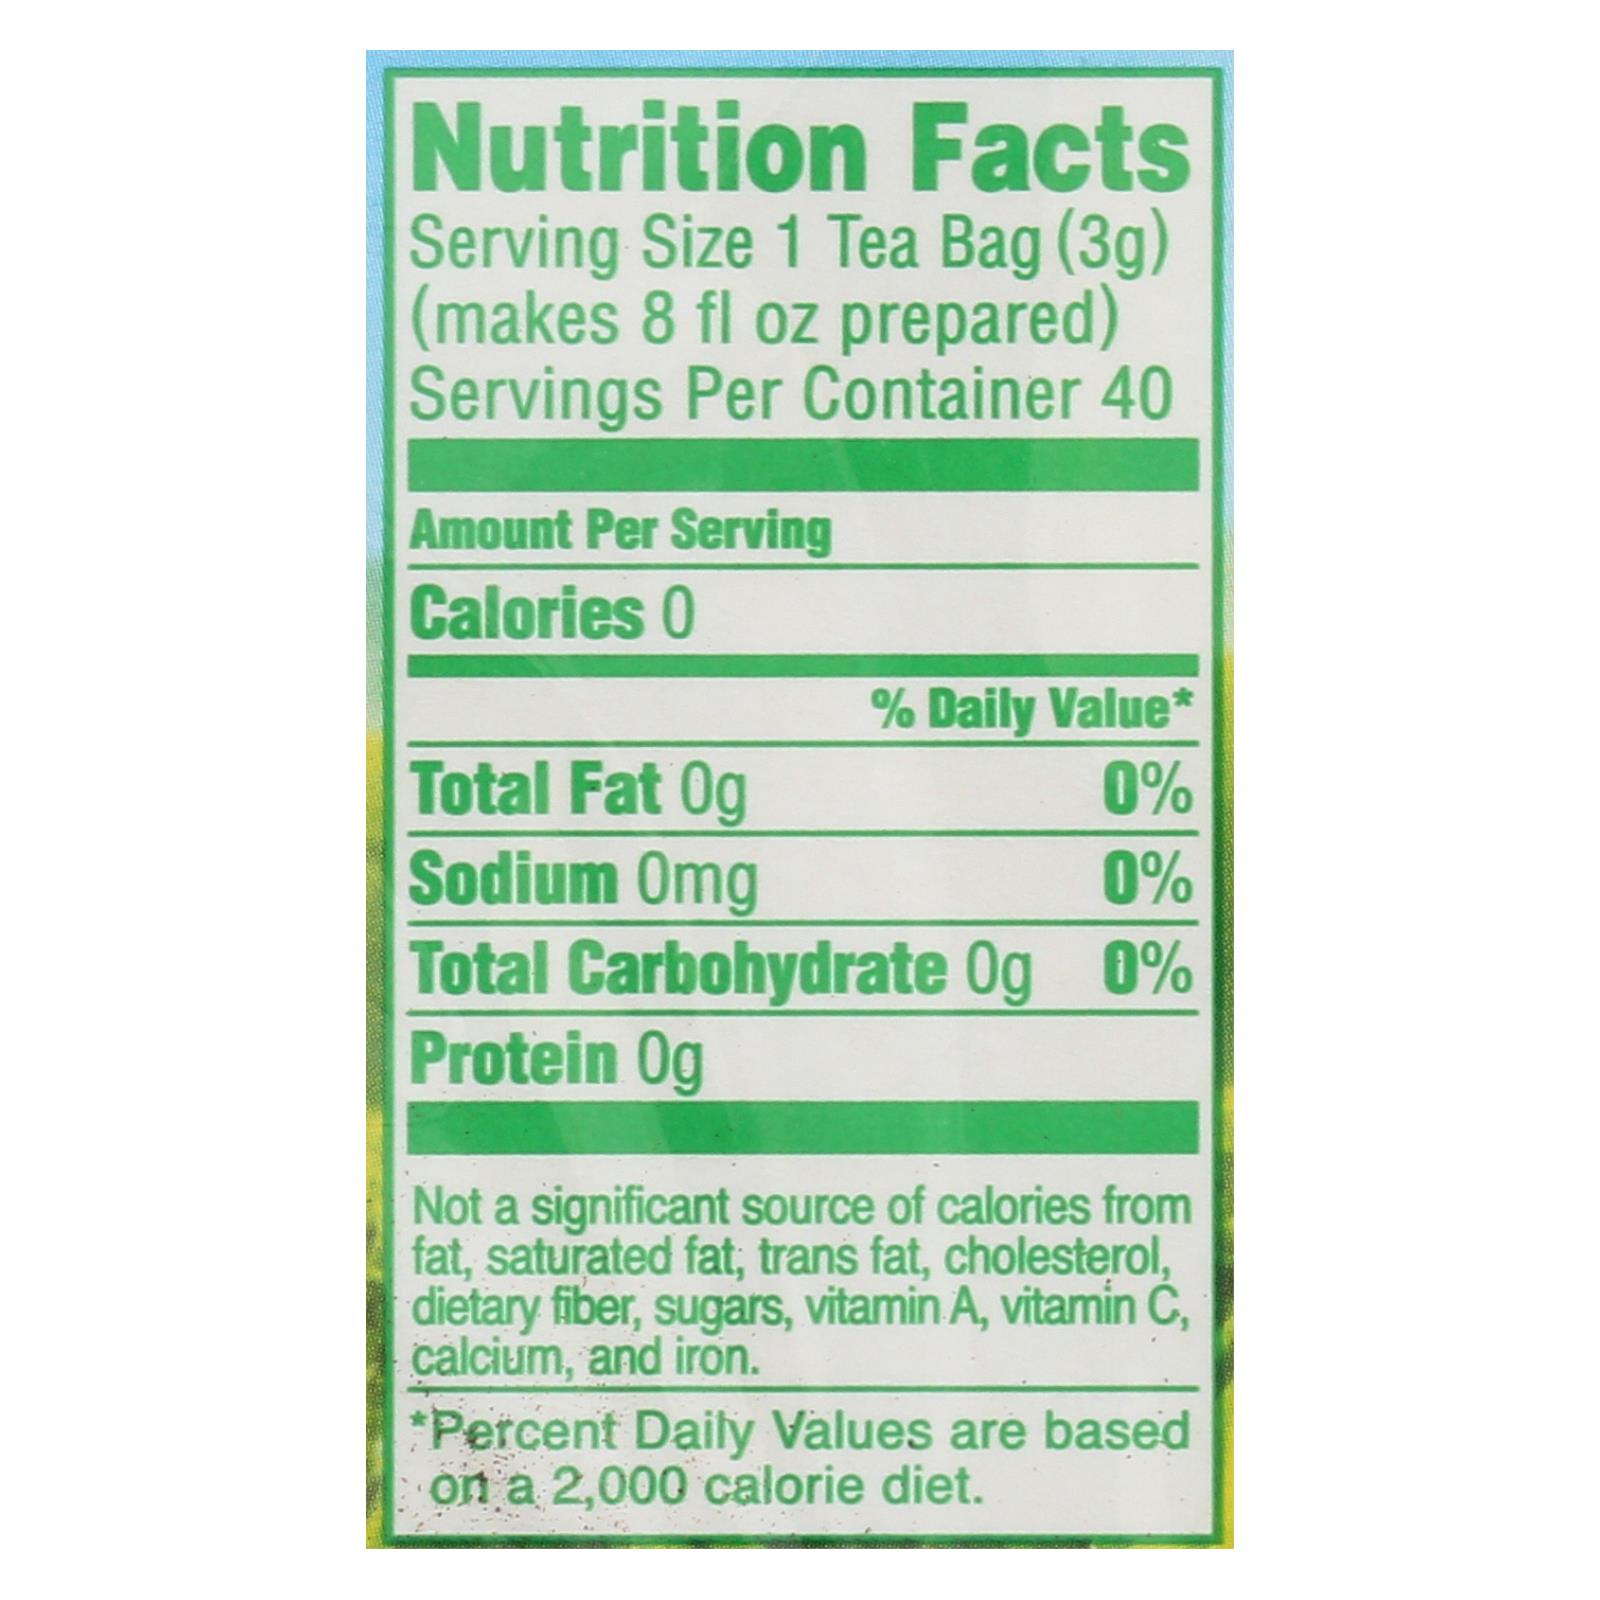 Nutrition Facts
Serving Size 1 Tea Bag (3g)
(makes 8 fl oz prepared)
Servings Per Container 40
Amount Per Serving
Calories 0
% Daily Value*
Total Fat 0g 0%
Sodium 0mg 0%
Total Carbohydrate 0g 0%
Protein 0g
Not a significant source of calories from
fat, saturated fat, trans fat, cholesterol,
dietary fiber, sugars, vitamin A, vitamin C,
calcium, and iron.
*Percent Daily Values are based
on a 2,000 calorie diet.